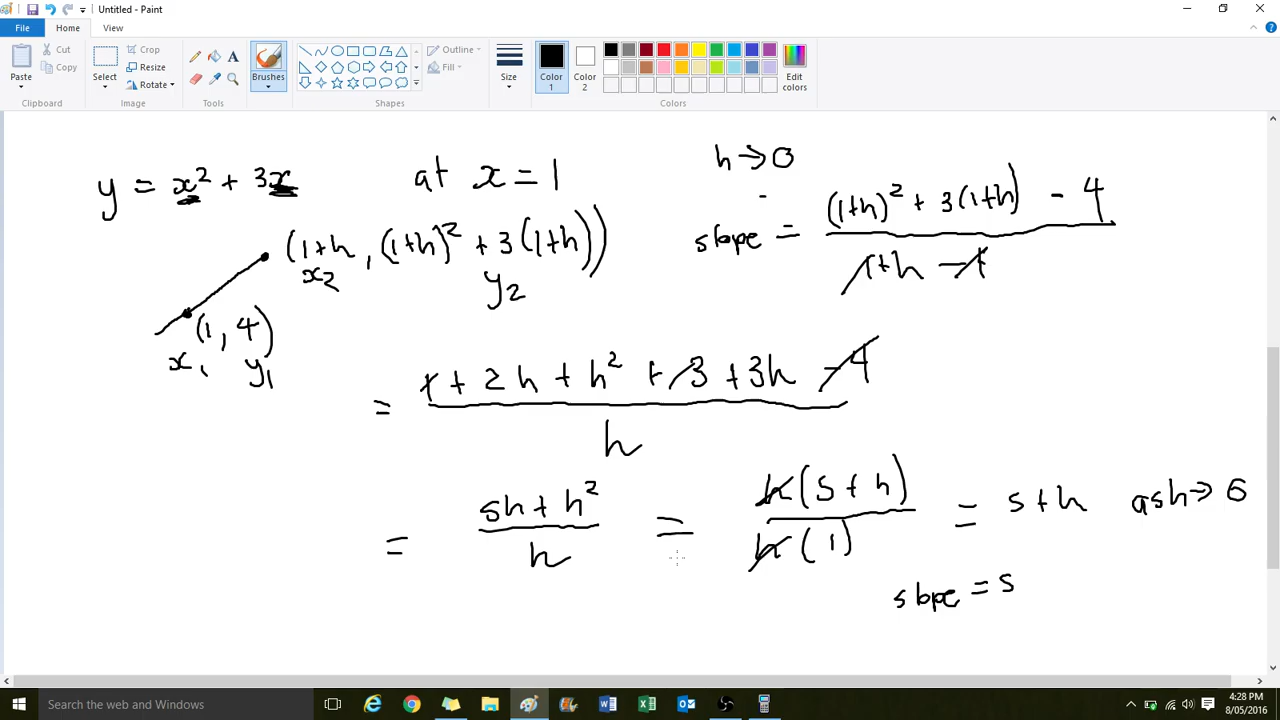 Untitled - Paint
File Home View
Paste Cut Copy Select Crop Resize Rotate A Brushes Outline Fill Size Color 1 Color 2 Edit colors
Clipboard Image Tools Shapes Colors
h → 0
y = x² + 3x at x = 1
slope = ((1+h)² + 3(1+h) - 4) / (1+h - 1)
(1+h, (1+h)² + 3(1+h))
x₂ y₂
(1, 4)
x₁ y₁
= (1 + 2h + h² + 3 + 3h - 4) / h
= (5h + h²) / h = h(5 + h) / h(1) = 5 + h as h → 0
slope = 5
Search the web and Windows
4:28 PM
8/05/2016